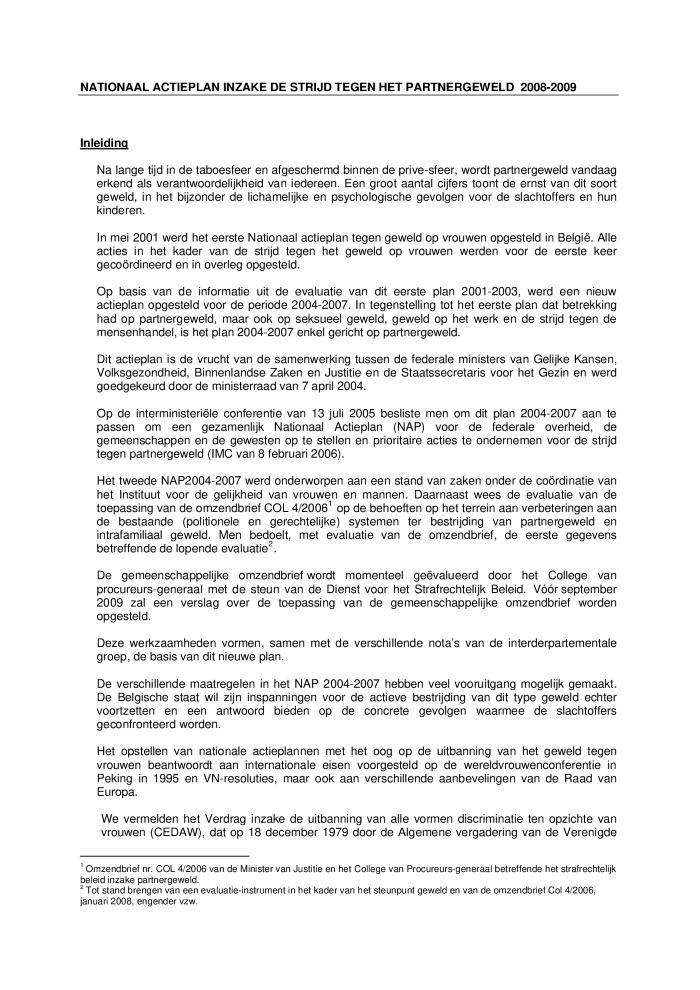 NATIONAAL ACTIEPLAN INZAKE DE STRIJD TEGEN HET PARTNERGEWELD 2008-2009
Inleiding
Na lange tijd in de taboesfeer en afgeschermd binnen de prive-sfeer, wordt partnergeweld vandaag
erkend als verantwoordelijkheid van iedereen. Een groot aantal cijfers toont de ernst van dit soort
geweld, in het bijzonder de lichamelijke en psychologische gevolgen voor de slachtoffers en hun
kinderen.
In mei 2001 werd het eerste Nationaal actieplan tegen geweld op vrouwen opgesteld in België. Alle
acties in het kader van de strijd tegen het geweld op vrouwen werden voor de eerste keer
gecoördineerd en in overleg opgesteld.
Op basis van de informatie uit de evaluatie van dit eerste plan 2001-2003, werd een nieuw
actieplan opgesteld voor de periode 2004-2007. In tegenstelling tot het eerste plan dat betrekking
had op partnergeweld, maar ook op seksueel geweld, geweld op het werk en de strijd tegen de
mensenhandel, is het plan 2004-2007 enkel gericht op partnergeweld.
Dit actieplan is de vrucht van de samenwerking tussen de federale ministers van Gelijke Kansen,
Volksgezondheid, Binnenlandse Zaken en Justitie en de Staatssecretaris voor het Gezin en werd
goedgekeurd door de ministerraad van 7 april 2004.
Op de interministeriële conferentie van 13 juli 2005 besliste men om dit plan 2004-2007 aan te
passen om een gezamenlijk Nationaal Actieplan (NAP) voor de federale overheid, de
gemeenschappen en de gewesten op te stellen en prioritaire acties te ondernemen voor de strijd
tegen partnergeweld (IMC van 8 februari 2006).
Het tweede NAP2004-2007 werd onderworpen aan een stand van zaken onder de coördinatie van
het Instituut voor de gelijkheid van vrouwen en mannen. Daarnaast wees de evaluatie van de
toepassing van de omzendbrief COL 4/2006¹ op de behoeften op het terrein aan verbeteringen aan
de bestaande (politionele en gerechtelijke) systemen ter bestrijding van partnergeweld en
intrafamiliaal geweld. Men bedoelt, met evaluatie van de omzendbrief, de eerste gegevens
betreffende de lopende evaluatie².
De gemeenschappelijke omzendbrief wordt momenteel geëvalueerd door het College van
procureurs-generaal met de steun van de Dienst voor het Strafrechtelijk Beleid. Vóór september
2009 zal een verslag over de toepassing van de gemeenschappelijke omzendbrief worden
opgesteld.
Deze werkzaamheden vormen, samen met de verschillende nota's van de interderpartementale
groep, de basis van dit nieuwe plan.
De verschillende maatregelen in het NAP 2004-2007 hebben veel vooruitgang mogelijk gemaakt.
De Belgische staat wil zijn inspanningen voor de actieve bestrijding van dit type geweld echter
voortzetten en een antwoord bieden op de concrete gevolgen waarmee de slachtoffers
geconfronteerd worden.
Het opstellen van nationale actieplannen met het oog op de uitbanning van het geweld tegen
vrouwen beantwoordt aan internationale eisen voorgesteld op de wereldvrouwenconferentie in
Peking in 1995 en VN-resoluties, maar ook aan verschillende aanbevelingen van de Raad van
Europa.
We vermelden het Verdrag inzake de uitbanning van alle vormen discriminatie ten opzichte van
vrouwen (CEDAW), dat op 18 december 1979 door de Algemene vergadering van de Verenigde
¹ Omzendbrief nr. COL 4/2006 van de Minister van Justitie en het College van Procureurs-generaal betreffende het strafrechtelijk
beleid inzake partnergeweld.
² Tot stand brengen van een evaluatie-instrument in het kader van het steunpunt geweld en van de omzendbrief Col 4/2006,
januari 2008, engender vzw.